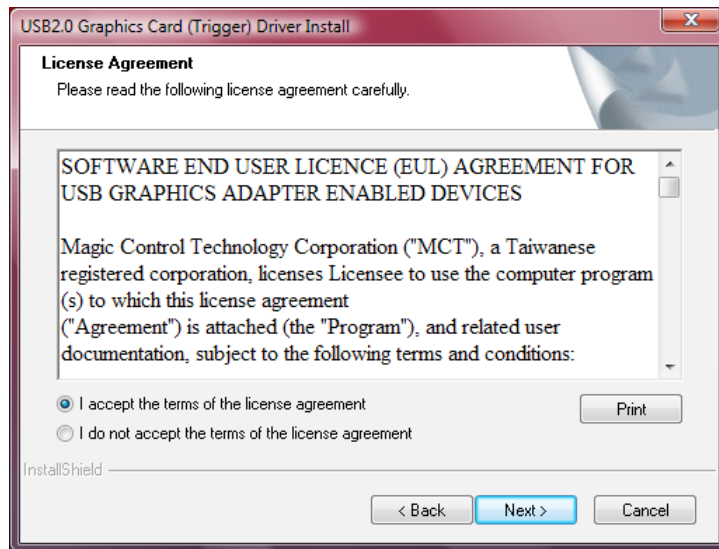 USB2.0 Graphics Card (Trigger) Driver Install
License Agreement
Please read the following license agreement carefully.
SOFTWARE END USER LICENCE (EUL) AGREEMENT FOR
USB GRAPHICS ADAPTER ENABLED DEVICES
Magic Control Technology Corporation ("MCT"), a Taiwanese
registered corporation, licenses Licensee to use the computer program
(s) to which this license agreement
("Agreement") is attached (the "Program"), and related user
documentation, subject to the following terms and conditions:
I accept the terms of the license agreement
Print
I do not accept the terms of the license agreement
InstallShield
< Back
Next >
Cancel